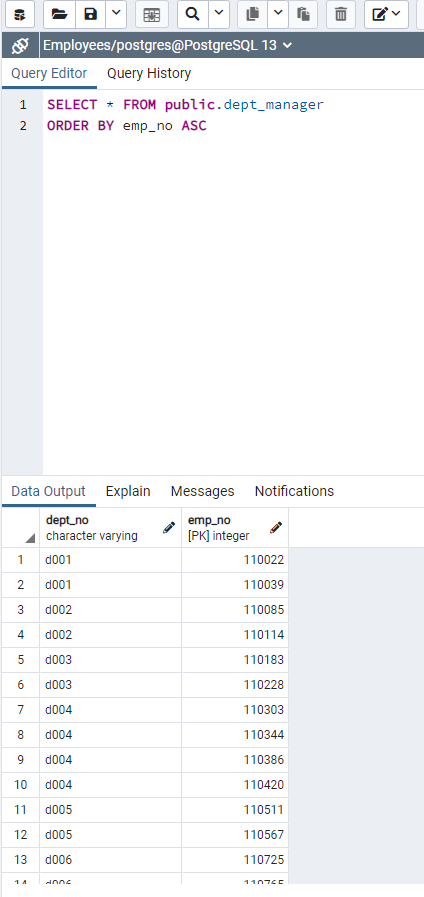 Employees/postgres@PostgreSQL 13
Query Editor Query History
1 SELECT * FROM public.dept_manager
2 ORDER BY emp_no ASC
Data Output Explain Messages Notifications
dept_no emp_no
character varying [PK] integer
1 d001 110022
2 d001 110039
3 d002 110085
4 d002 110114
5 d003 110183
6 d003 110228
7 d004 110303
8 d004 110344
9 d004 110386
10 d004 110420
11 d005 110511
12 d005 110567
13 d006 110725
14 d006 110765